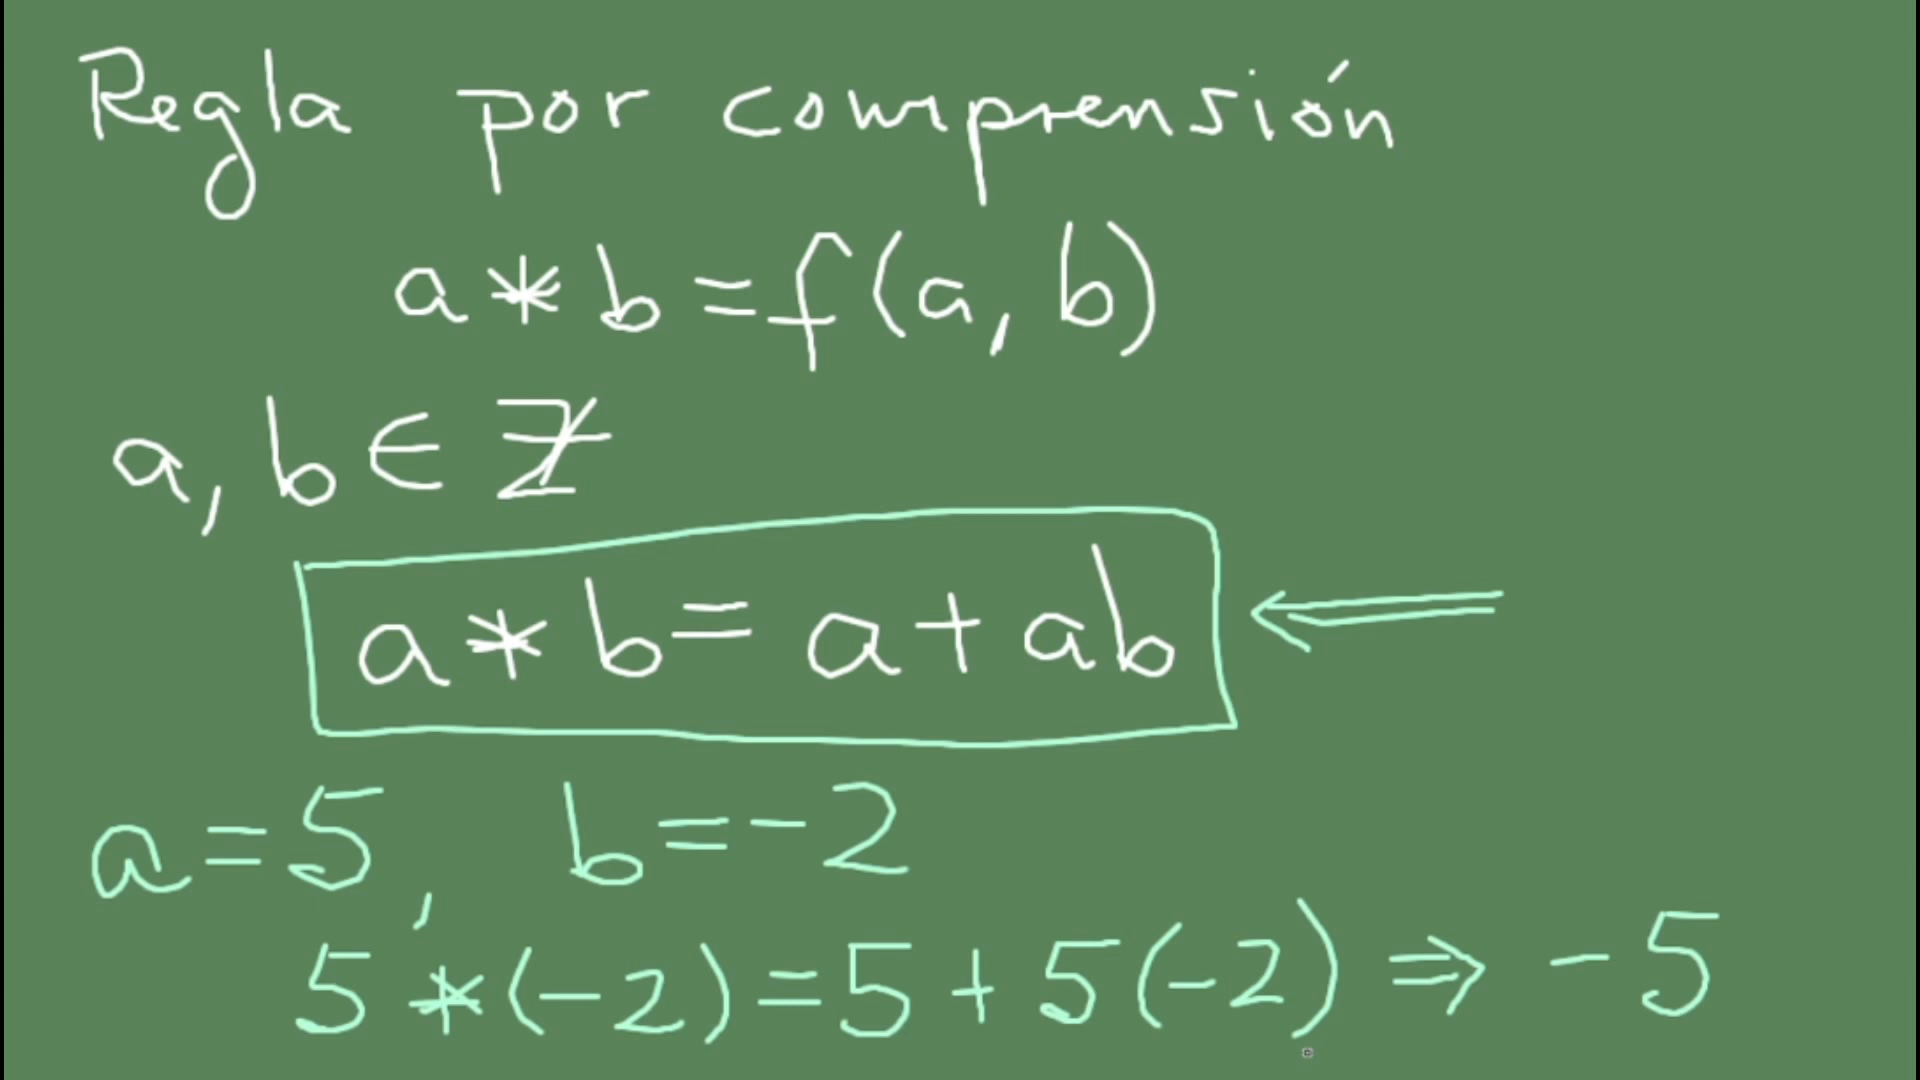 Regla por comprensión
a * b = f(a, b)
a, b ∈ ℤ
a * b = a + ab
a = 5, b = -2
5 * (-2) = 5 + 5(-2) ⇒ -5